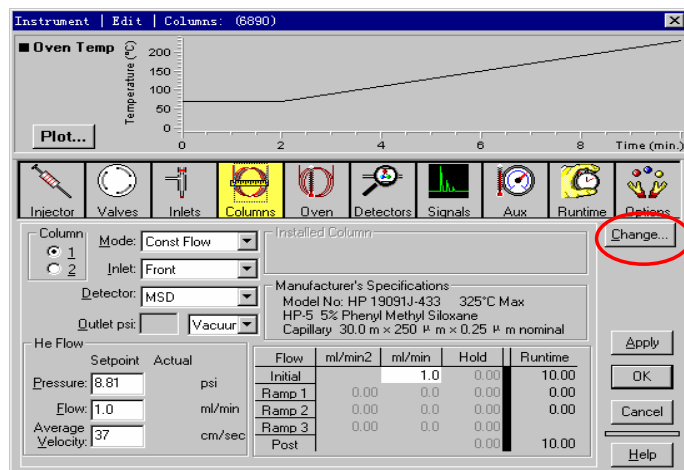 Instrument | Edit | Columns: (6890)
Oven Temp
Temperature (°C)
200
150
100
50
0
0 2 4 6 8 Time (min.)
Plot...
Injector Valves Inlets Columns Oven Detectors Signals Aux Runtime Options
Column
1
2
Mode: Const Flow
Inlet: Front
Detector: MSD
Outlet psi: Vacuur
Installed Column
Change...
Manufacturer's Specifications
Model No: HP 19091J-433 325°C Max
HP-5 5% Phenyl Methyl Siloxane
Capillary 30.0 m × 250 µ m × 0.25 µ m nominal
He Flow
Setpoint Actual
Pressure: 8.81 psi
Flow: 1.0 ml/min
Average Velocity: 37 cm/sec
Flow ml/min2 ml/min Hold Runtime
Initial 1.0 0.00 10.00
Ramp 1 0.00 0.0 0.00 0.00
Ramp 2 0.00 0.0 0.00 0.00
Ramp 3 0.00 0.0 0.00
Post 0.00 10.00
Apply
OK
Cancel
Help